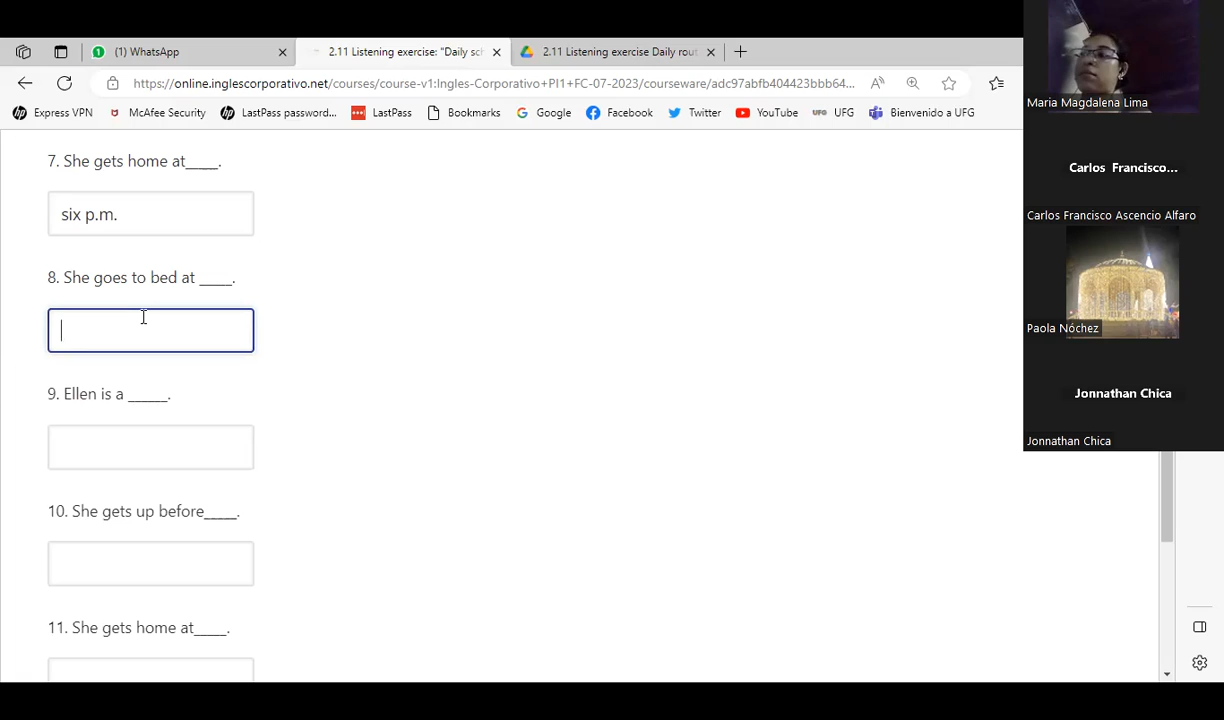 (1) WhatsApp
2.11 Listening exercise: "Daily sch
2.11 Listening exercise Daily rout
https://online.inglescorporativo.net/courses/course-v1:Ingles-Corporativo+PI1+FC-07-2023/courseware/adc97abfb404423bbb64...
Express VPN
McAfee Security
LastPass password...
LastPass
Bookmarks
Google
Facebook
Twitter
YouTube
UFG
Bienvenido a UFG
7. She gets home at____.
six p.m.
8. She goes to bed at ____.
9. Ellen is a _____.
10. She gets up before____.
11. She gets home at____.
Maria Magdalena Lima
Carlos Francisco...
Carlos Francisco Ascencio Alfaro
Paola Nóchez
Jonnathan Chica
Jonnathan Chica